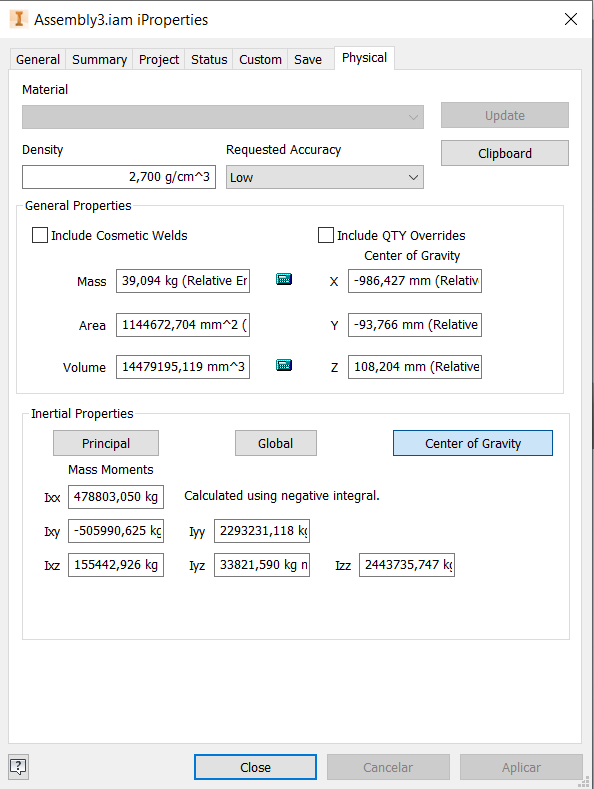 Assembly3.iam iProperties
General Summary Project Status Custom Save Physical
Material
Update
Density Requested Accuracy Clipboard
2,700 g/cm^3 Low
General Properties
Include Cosmetic Welds Include QTY Overrides
Center of Gravity
Mass 39,094 kg (Relative Er X -986,427 mm (Relativ
Area 1144672,704 mm^2 ( Y -93,766 mm (Relative
Volume 14479195,119 mm^3 Z 108,204 mm (Relative
Inertial Properties
Principal Global Center of Gravity
Mass Moments
Ixx 478803,050 kg Calculated using negative integral.
Ixy -505990,625 kg Iyy 2293231,118 kg
Ixz 155442,926 kg Iyz 33821,590 kg n Izz 2443735,747 kg
Close Cancelar Aplicar